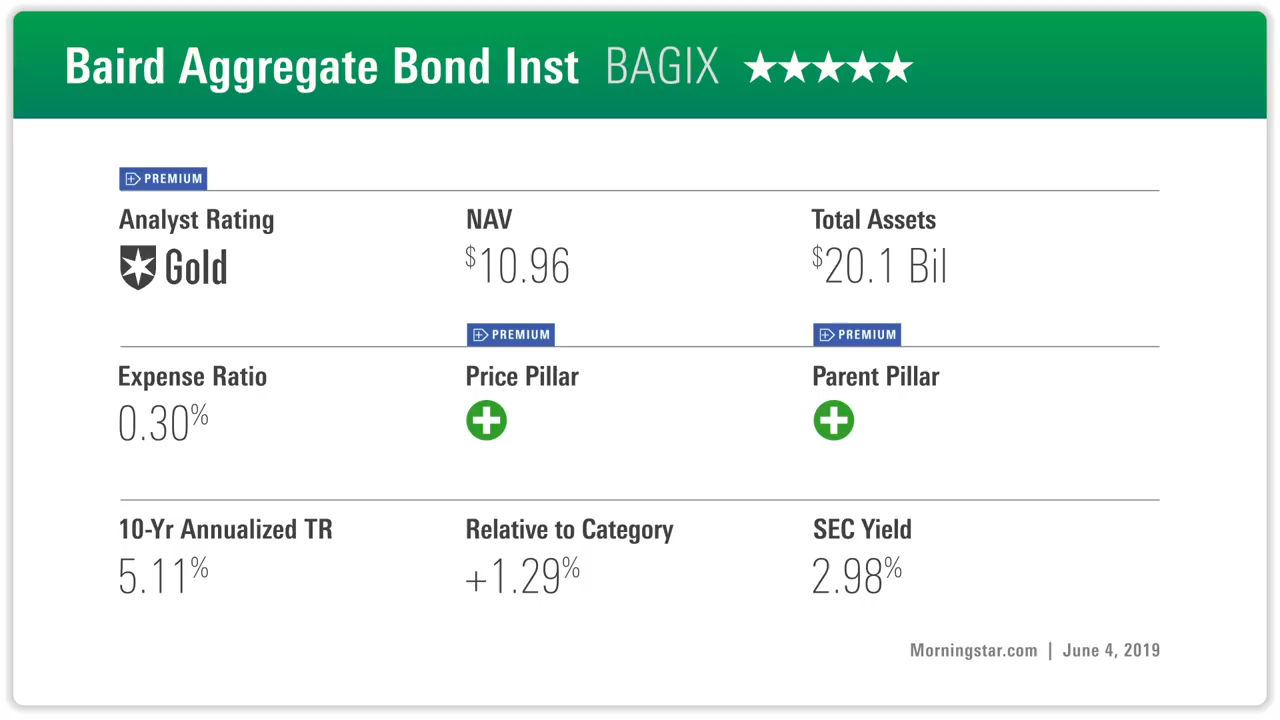 Baird Aggregate Bond Inst BAGIX ★★★★★
PREMIUM
Analyst Rating NAV Total Assets
Gold $10.96 $20.1 Bil
PREMIUM PREMIUM
Expense Ratio Price Pillar Parent Pillar
0.30%
10-Yr Annualized TR Relative to Category SEC Yield
5.11% +1.29% 2.98%
Morningstar.com | June 4, 2019